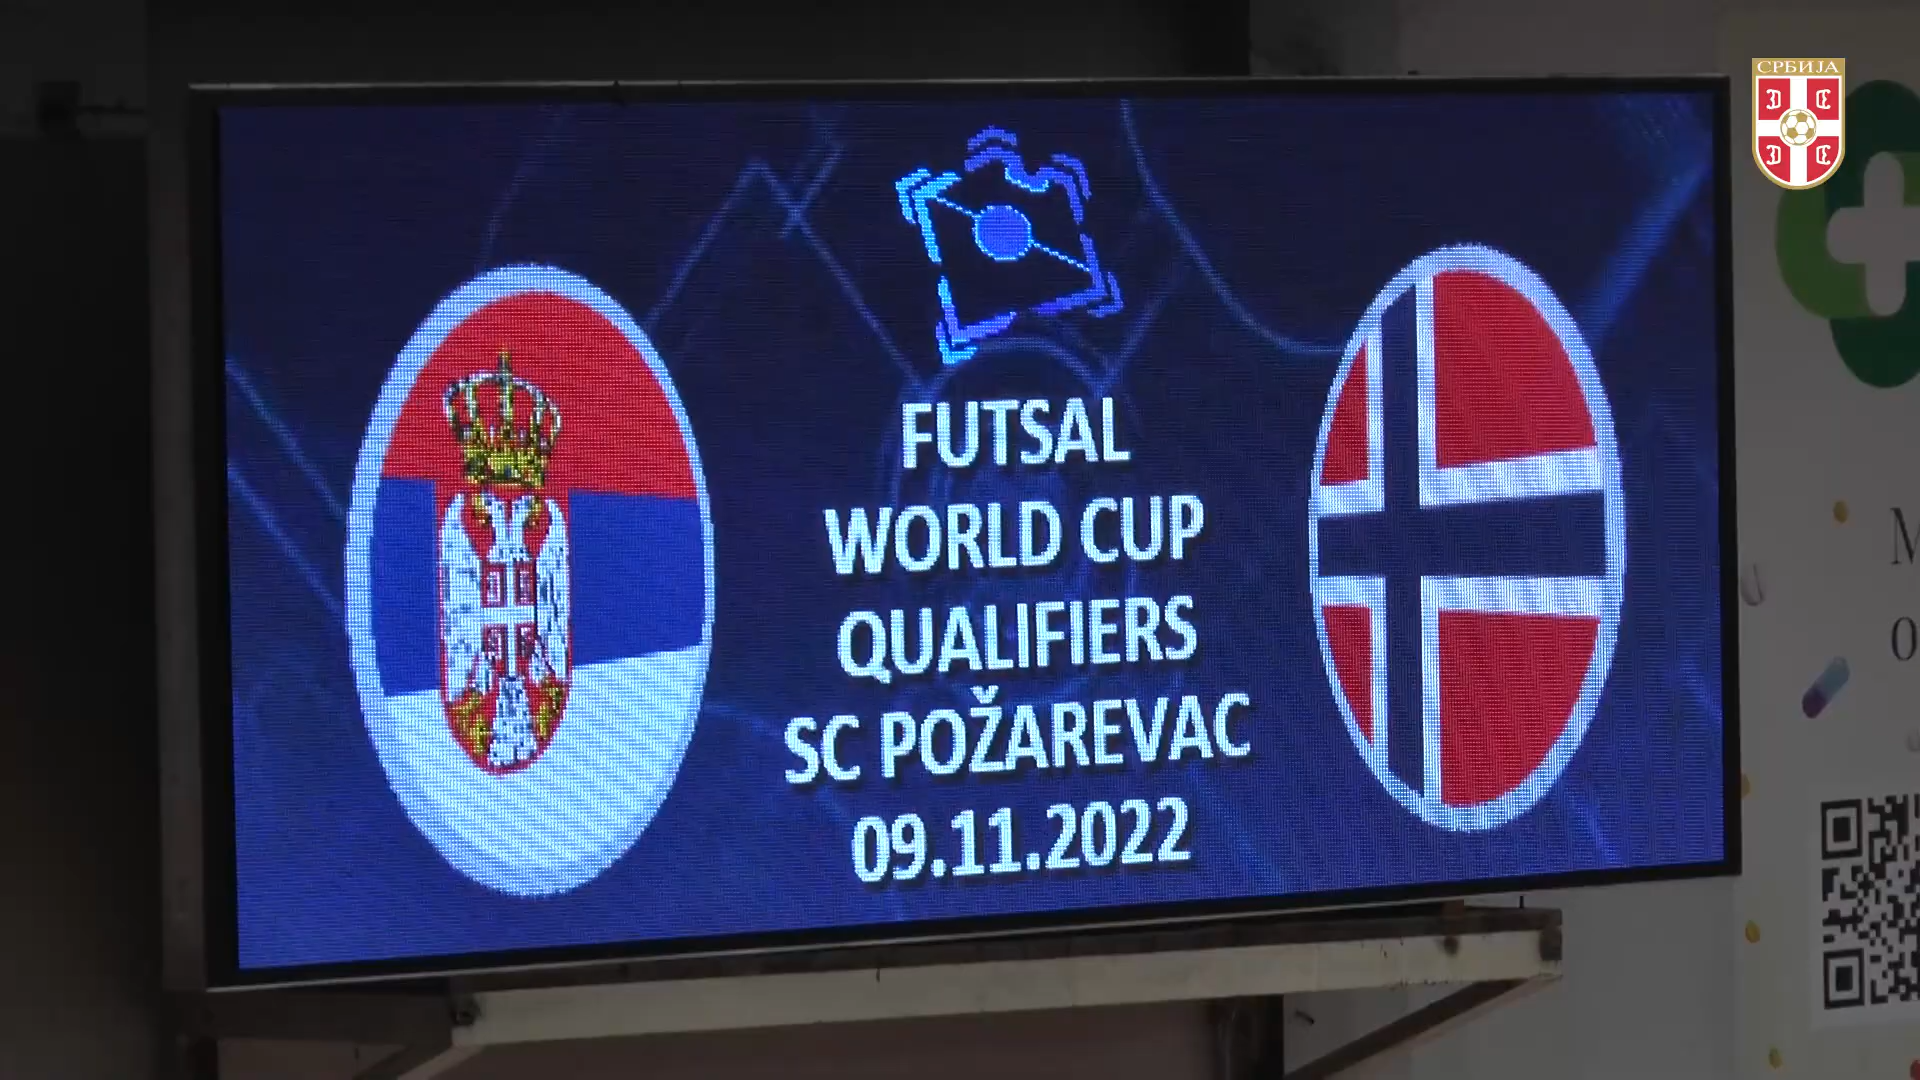 СРБИЈА
FUTSAL
WORLD CUP
QUALIFIERS
SC POŽAREVAC
09.11.2022